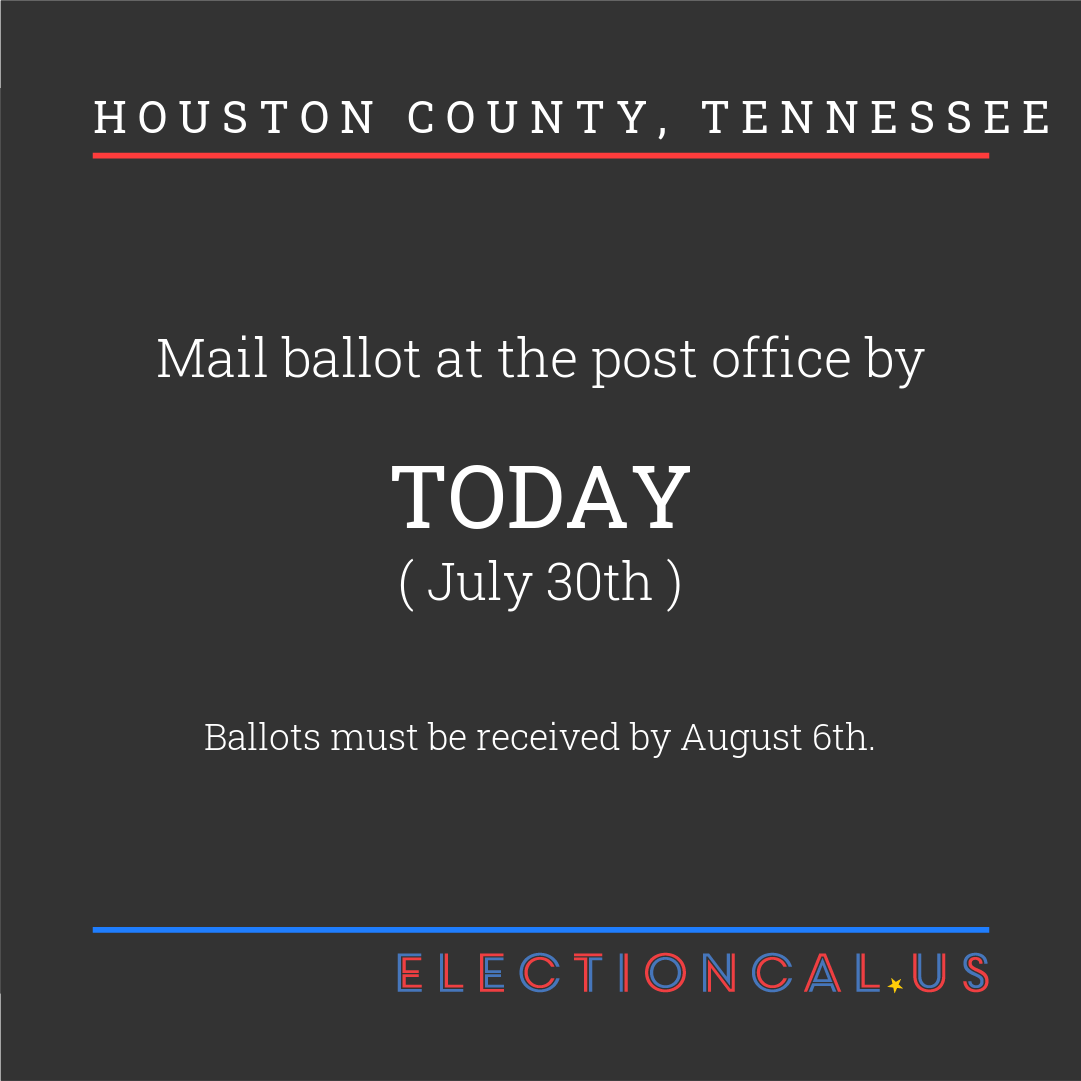 HOUSTON COUNTY, TENNESSEE
Mail ballot at the post office by
TODAY
( July 30th )
Ballots must be received by August 6th.
ELECTIONCAL.US